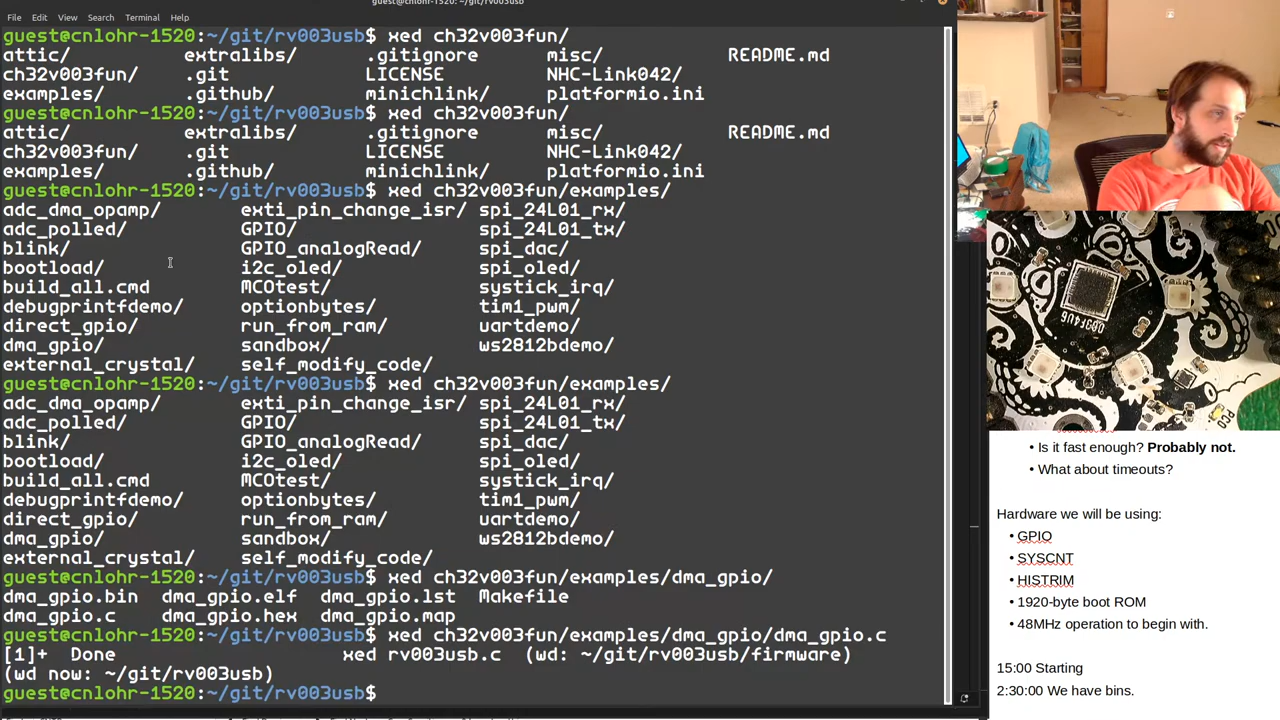 guest@cnlohr-1520: ~/git/rv003usb
File Edit View Search Terminal Help
guest@cnlohr-1520:~/git/rv003usb$ xed ch32v003fun/
attic/ extralibs/ .gitignore misc/ README.md
ch32v003fun/ .git LICENSE NHC-Link042/
examples/ .github/ minichlink/ platformio.ini
guest@cnlohr-1520:~/git/rv003usb$ xed ch32v003fun/
attic/ extralibs/ .gitignore misc/ README.md
ch32v003fun/ .git LICENSE NHC-Link042/
examples/ .github/ minichlink/ platformio.ini
guest@cnlohr-1520:~/git/rv003usb$ xed ch32v003fun/examples/
adc_dma_opamp/ exti_pin_change_isr/ spi_24L01_rx/
adc_polled/ GPIO/ spi_24L01_tx/
blink/ GPIO_analogRead/ spi_dac/
bootload/ i2c_oled/ spi_oled/
build_all.cmd MCOtest/ systick_irq/
debugprintfdemo/ optionbytes/ tim1_pwm/
direct_gpio/ run_from_ram/ uartdemo/
dma_gpio/ sandbox/ ws2812bdemo/
external_crystal/ self_modify_code/
guest@cnlohr-1520:~/git/rv003usb$ xed ch32v003fun/examples/
adc_dma_opamp/ exti_pin_change_isr/ spi_24L01_rx/
adc_polled/ GPIO/ spi_24L01_tx/
blink/ GPIO_analogRead/ spi_dac/
bootload/ i2c_oled/ spi_oled/
build_all.cmd MCOtest/ systick_irq/
debugprintfdemo/ optionbytes/ tim1_pwm/
direct_gpio/ run_from_ram/ uartdemo/
dma_gpio/ sandbox/ ws2812bdemo/
external_crystal/ self_modify_code/
guest@cnlohr-1520:~/git/rv003usb$ xed ch32v003fun/examples/dma_gpio/
dma_gpio.bin dma_gpio.elf dma_gpio.lst Makefile
dma_gpio.c dma_gpio.hex dma_gpio.map
guest@cnlohr-1520:~/git/rv003usb$ xed ch32v003fun/examples/dma_gpio/dma_gpio.c
[1]+ Done xed rv003usb.c (wd: ~/git/rv003usb/firmware)
(wd now: ~/git/rv003usb)
guest@cnlohr-1520:~/git/rv003usb$
• Is it fast enough? Probably not.
• What about timeouts?
Hardware we will be using:
• GPIO
• SYSCNT
• HISTRIM
• 1920-byte boot ROM
• 48MHz operation to begin with.
15:00 Starting
2:30:00 We have bins.